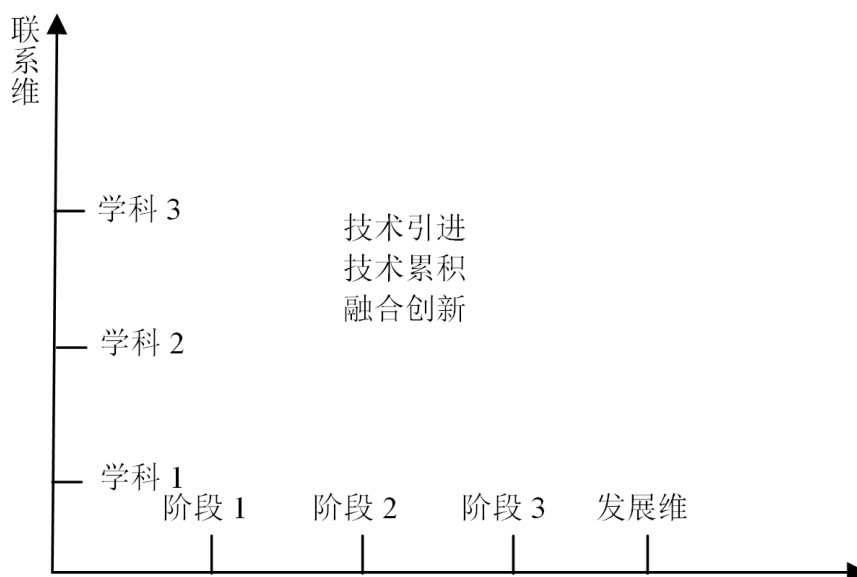 联系维
学科 3
技术引进
技术累积
融合创新
学科 2
学科 1
阶段 1
阶段 2
阶段 3
发展维